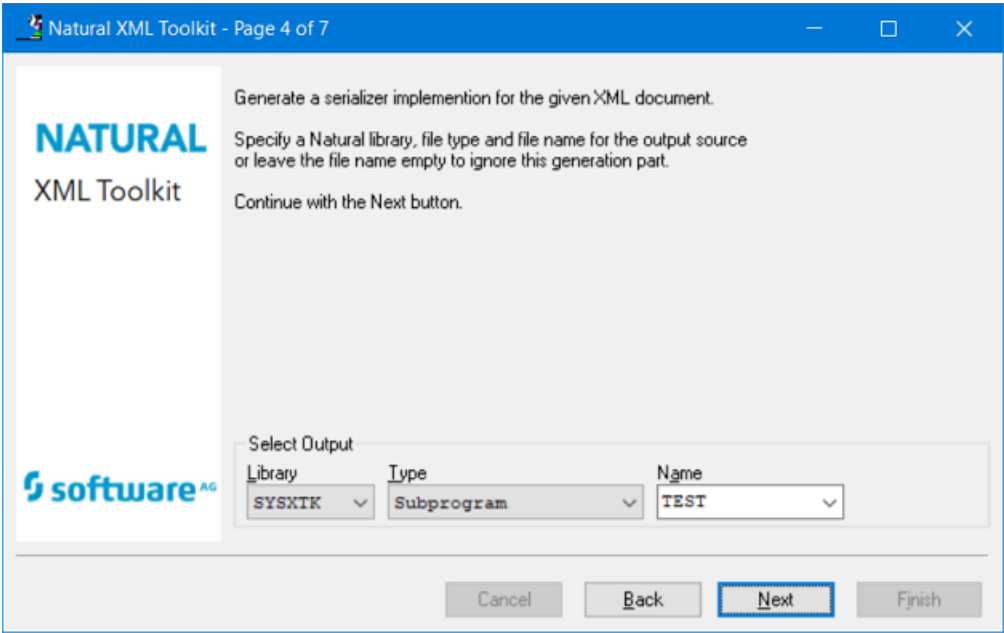 Natural XML Toolkit - Page 4 of 7
NATURAL
XML Toolkit
Generate a serializer implemention for the given XML document.
Specify a Natural library, file type and file name for the output source
or leave the file name empty to ignore this generation part.
Continue with the Next button.
Select Output
Library
Type
Name
SYSXTK
Subprogram
TEST
software AG
Cancel
Back
Next
Finish